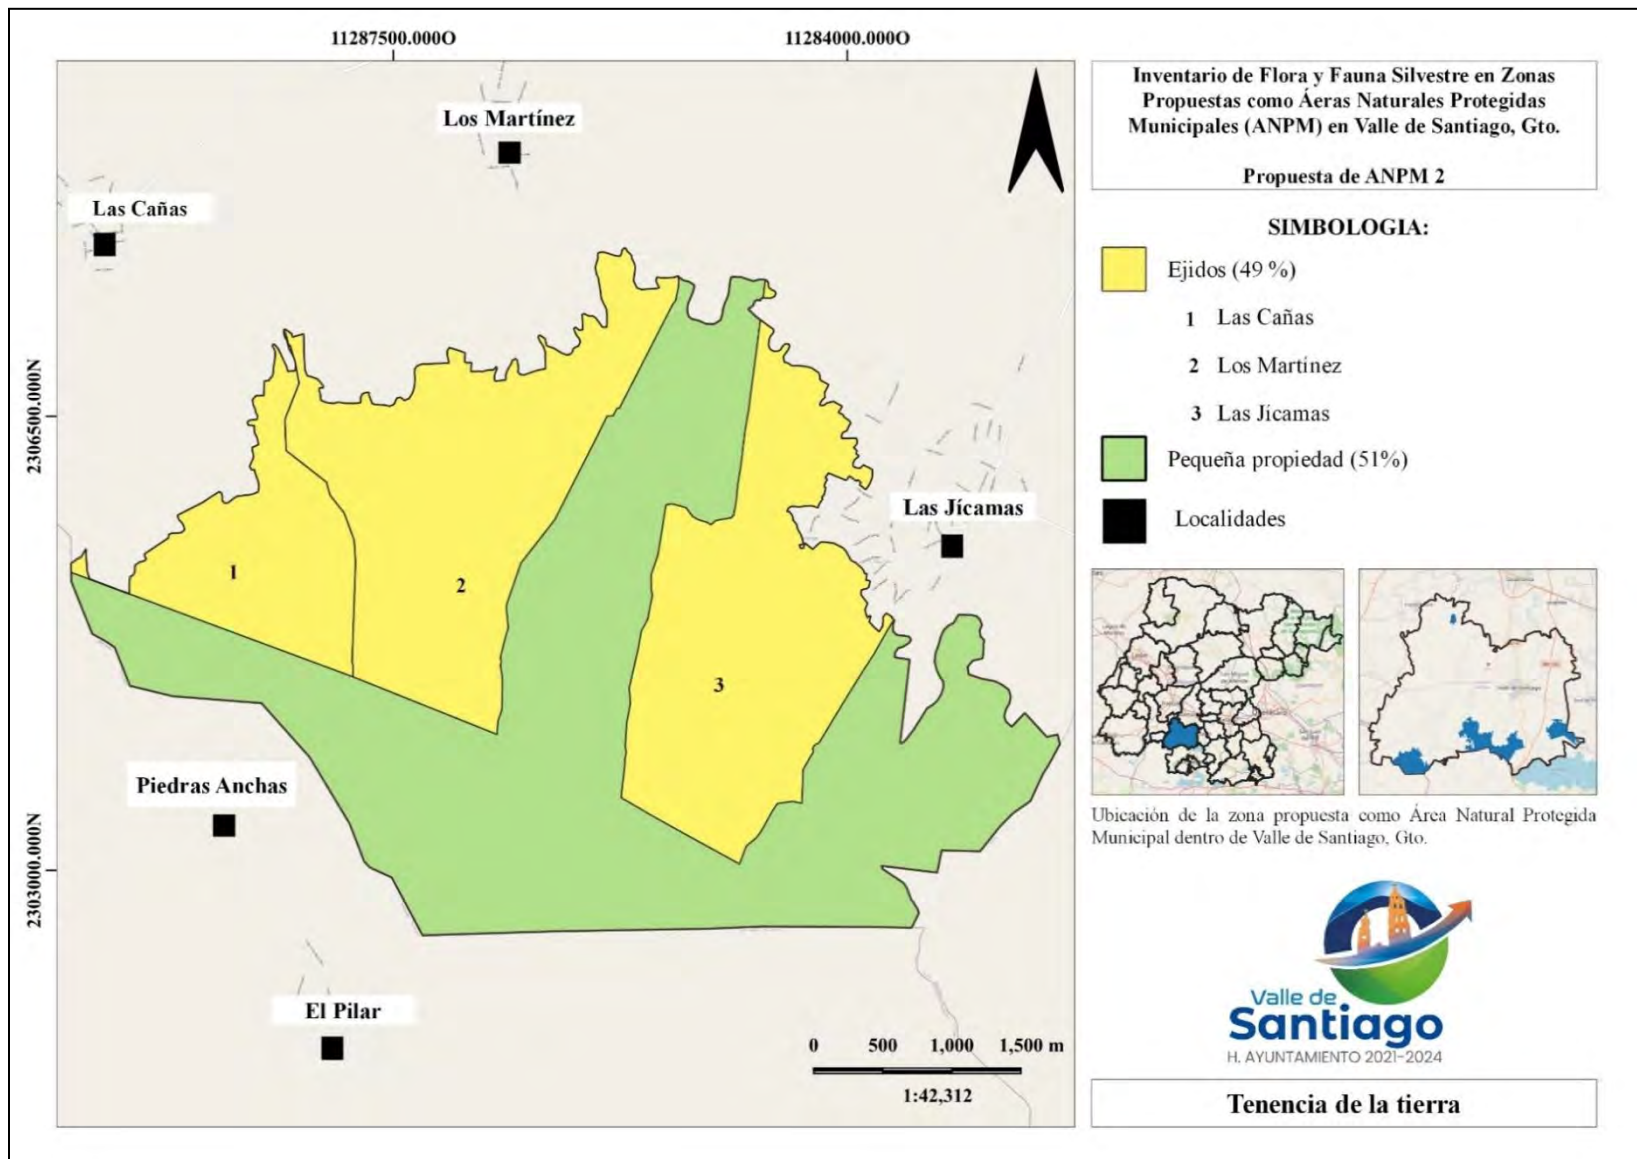 11287500.000O
11284000.000O
2306500.000N
2303000.000N
Los Martínez
Las Cañas
Las Jícamas
Piedras Anchas
El Pilar
1
2
3
0 500 1,000 1,500 m
1:42,312
Inventario de Flora y Fauna Silvestre en Zonas
Propuestas como Áeras Naturales Protegidas
Municipales (ANPM) en Valle de Santiago, Gto.
Propuesta de ANPM 2
SIMBOLOGIA:
Ejidos (49 %)
1 Las Cañas
2 Los Martínez
3 Las Jícamas
Pequeña propiedad (51%)
Localidades
Ubicación de la zona propuesta como Área Natural Protegida
Municipal dentro de Valle de Santiago, Gto.
Valle de
Santiago
H. AYUNTAMIENTO 2021-2024
Tenencia de la tierra